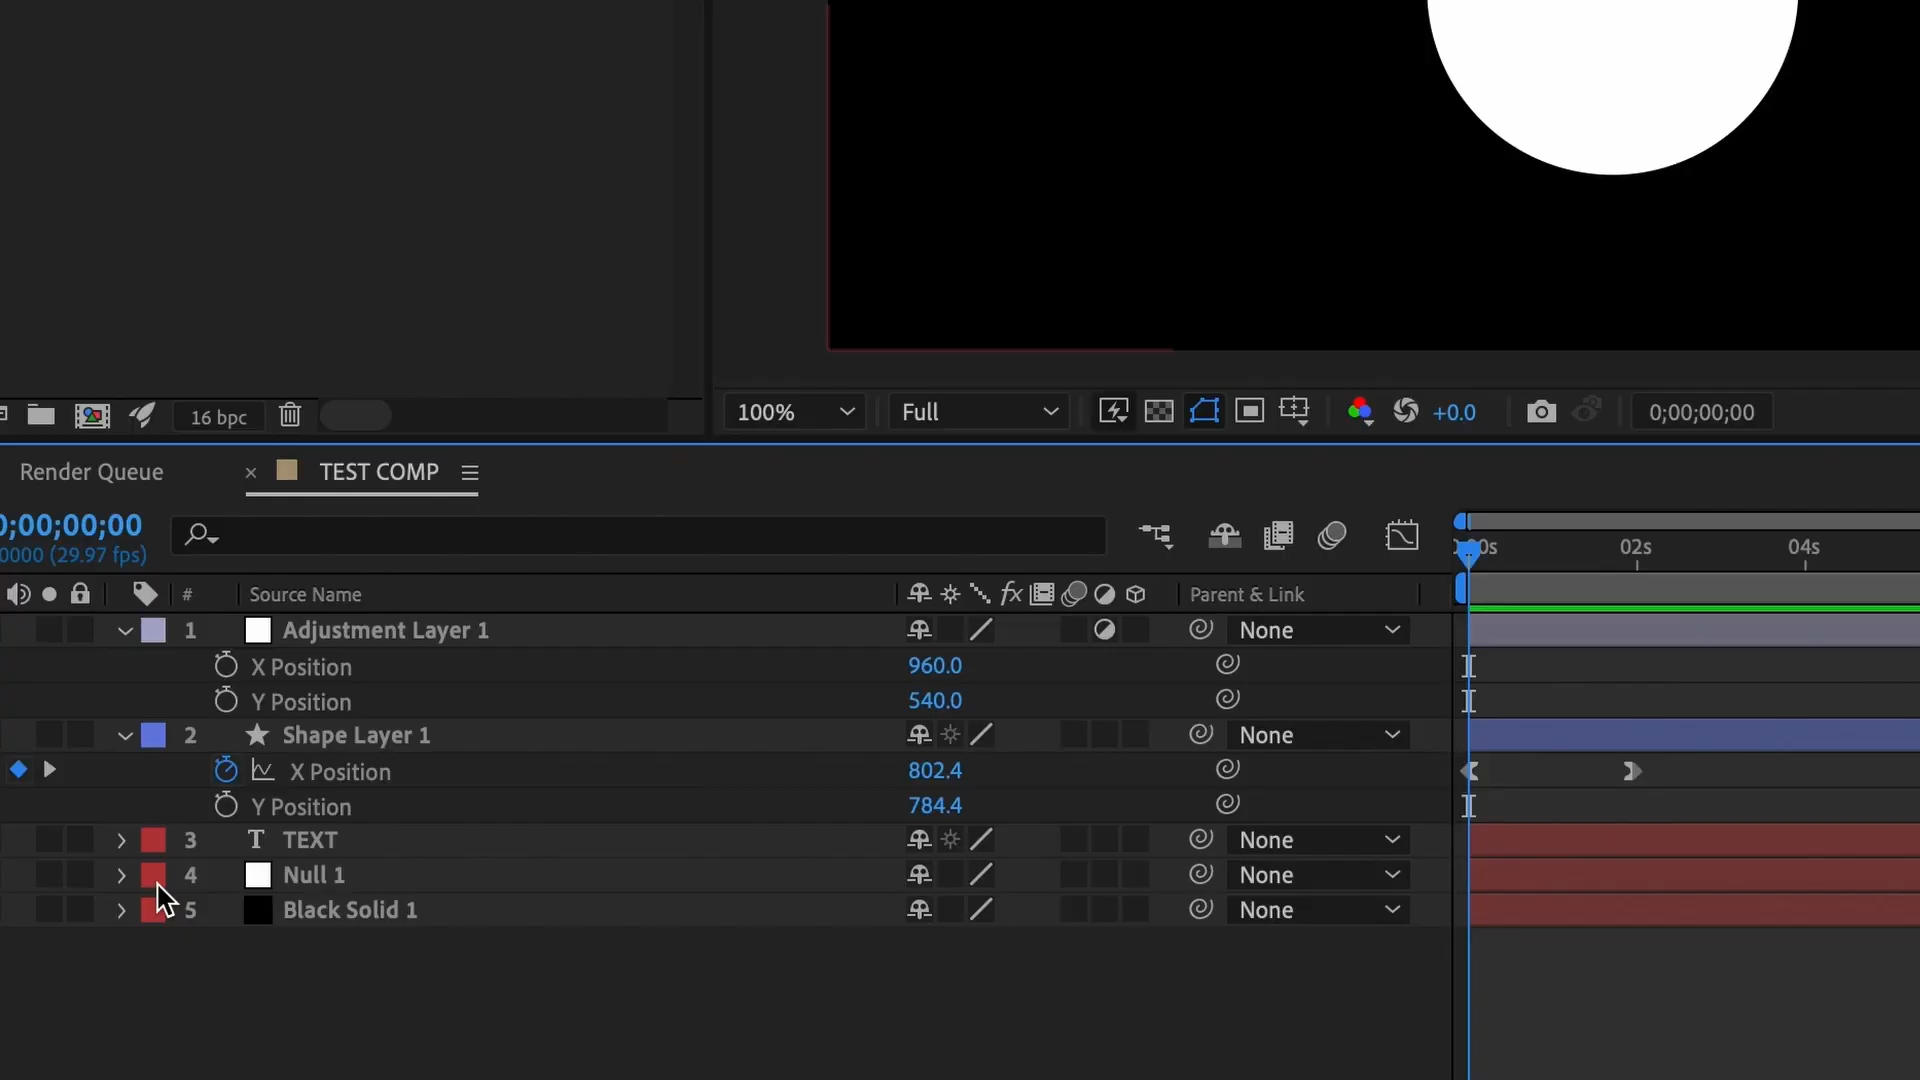 16 bpc
100%
Full
+0.0
0;00;00;00
Render Queue
× TEST COMP
0;00;00;00
0000 (29.97 fps)
02s
04s
# Source Name
fx
Parent & Link
1 Adjustment Layer 1
None
X Position
960.0
Y Position
540.0
2 Shape Layer 1
None
X Position
802.4
Y Position
784.4
3 T TEXT
None
4 Null 1
None
5 Black Solid 1
None